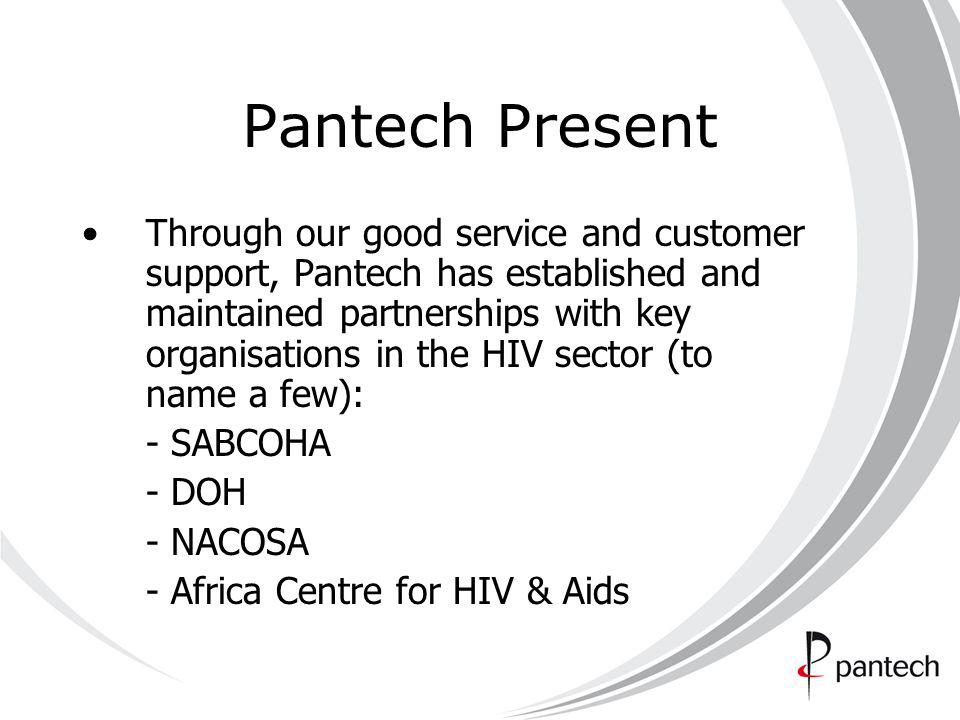 Pantech Present
• Through our good service and customer
support, Pantech has established and
maintained partnerships with key
organisations in the HIV sector (to
name a few):
- SABCOHA
- DOH
- NACOSA
- Africa Centre for HIV & Aids
pantech